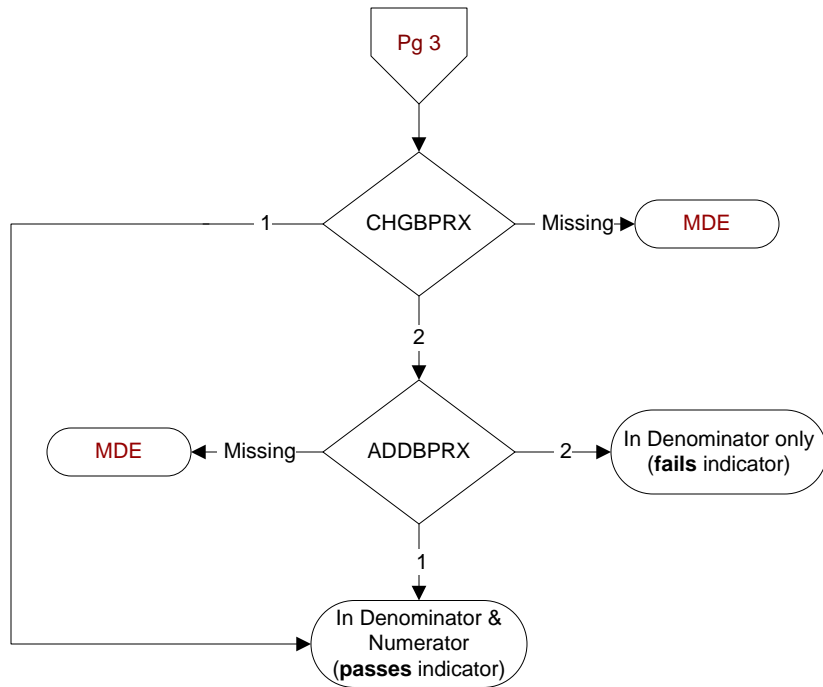 Pg 3
1
CHGBPRX
Missing
MDE
2
MDE
Missing
ADDBPRX
2
In Denominator only
(fails indicator)
1
In Denominator &
Numerator
(passes indicator)